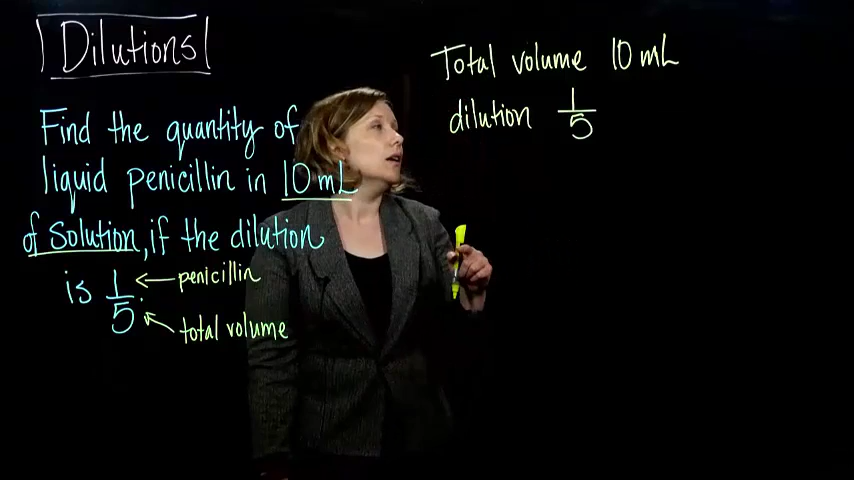 Dilutions
Find the quantity of
liquid penicillin in 10 mL
of solution, if the dilution
is 1/5.
penicillin
total volume
Total volume 10 mL
dilution 1/5